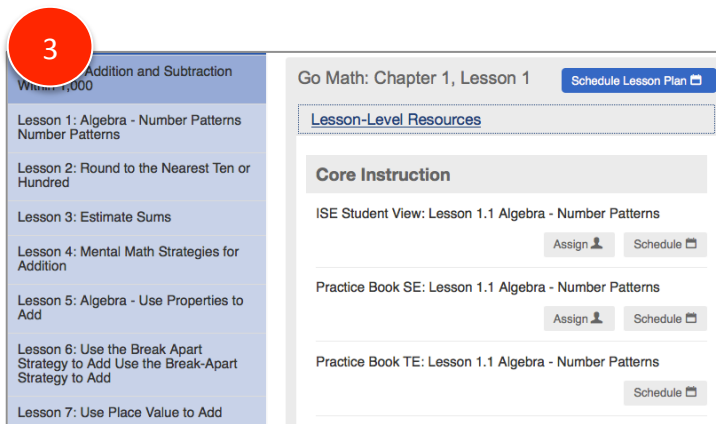 3
Addition and Subtraction
Within 1,000
Lesson 1: Algebra - Number Patterns
Number Patterns
Lesson 2: Round to the Nearest Ten or
Hundred
Lesson 3: Estimate Sums
Lesson 4: Mental Math Strategies for
Addition
Lesson 5: Algebra - Use Properties to
Add
Lesson 6: Use the Break Apart
Strategy to Add Use the Break-Apart
Strategy to Add
Lesson 7: Use Place Value to Add
Go Math: Chapter 1, Lesson 1
Schedule Lesson Plan
Lesson-Level Resources
Core Instruction
ISE Student View: Lesson 1.1 Algebra - Number Patterns
Assign Schedule
Practice Book SE: Lesson 1.1 Algebra - Number Patterns
Assign Schedule
Practice Book TE: Lesson 1.1 Algebra - Number Patterns
Schedule